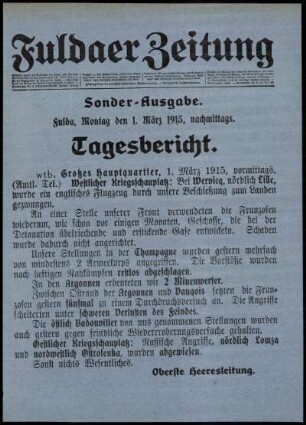 Fuldaer Zeitung
Sonder-Ausgabe.
Fulda, Montag den 1. März 1915, nachmittags.
Tagesbericht.
wtb. Großes Hauptquartier, 1. März 1915, vormittags,
(Amtl. Tel.) Westlicher Kriegsschauplatz: Bei Wervicq, nördlich Lille,
wurde ein englisches Flugzeug durch unsere Beschießung zum Landen
gezwungen.
An einer Stelle unserer Front verwendeten die Franzosen
wiederum, wie schon vor einigen Monaten, Geschosse, die bei der
Detonation übelriechende und erstickende Gase entwickeln. Schaden
wurde dadurch nicht angerichtet.
Unsere Stellungen in der Champagne wurden gestern mehrfach
von mindestens 2 Armeekorps angegriffen. Die Vorstöße wurden
nach heftigen Nahkämpfen restlos abgeschlagen.
In den Argonnen erbeuteten wir 2 Minenwerfer.
Zwischen Ostrand der Argonnen und Vauquois setzten die Fran-
zosen gestern fünfmal zu einem Durchbruchsversuch an. Die Angriffe
scheiterten unter schweren Verlusten des Feindes.
Die östlich Badonviller von uns genommenen Stellungen wurden
auch gestern gegen feindliche Wiedereroberungsversuche gehalten.
Oestlicher Kriegsschauplatz: Russische Angriffe, nördlich Lomza
und nordwestlich Ostrolenka, wurden abgewiesen.
Sonst nichts Wesentliches.
Oberste Heeresleitung.